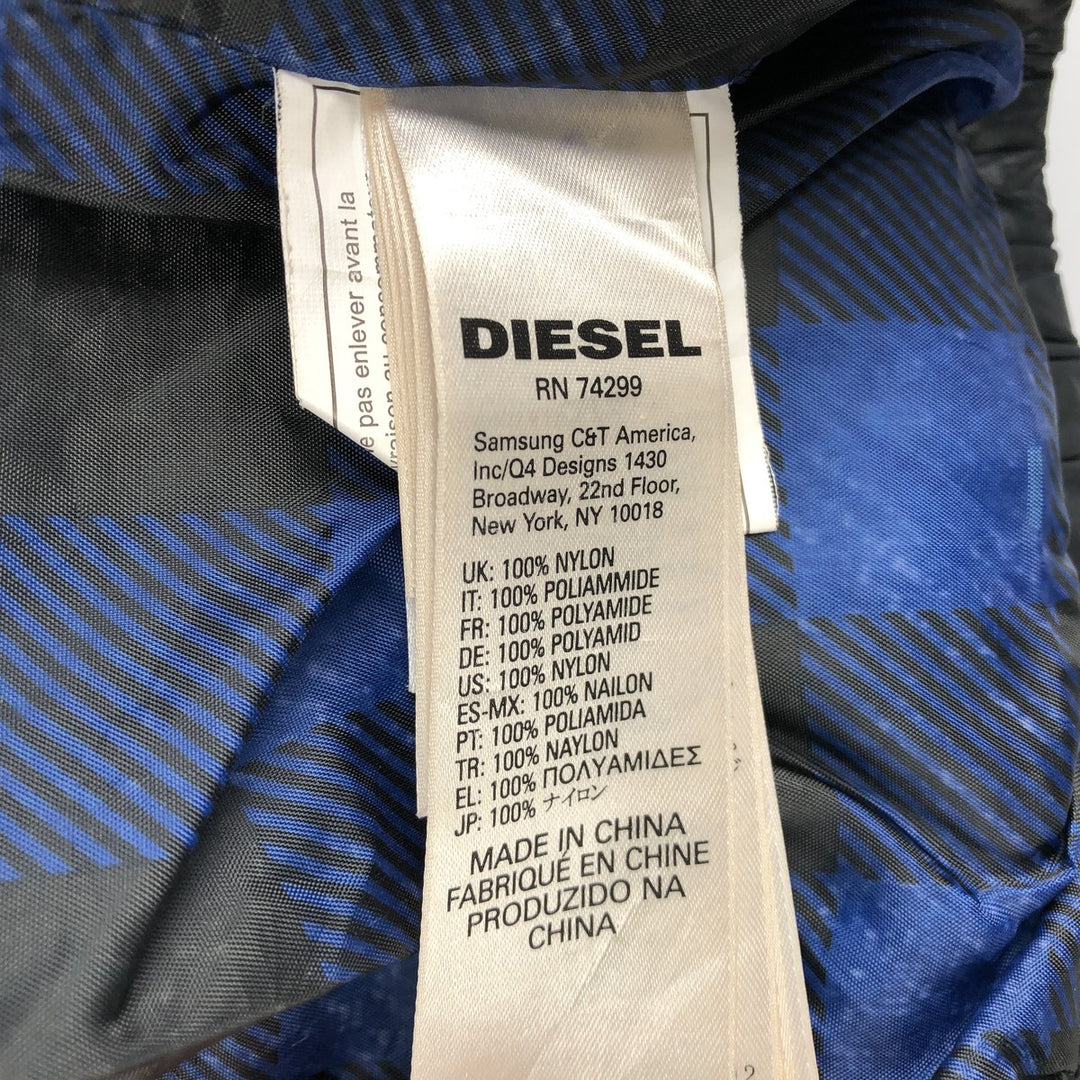 DIESEL
RN 74299
Samsung C&T America,
Inc/Q4 Designs 1430
Broadway, 22nd Floor,
New York, NY 10018
UK: 100% NYLON
IT: 100% POLIAMMIDE
FR: 100% POLYAMIDE
DE: 100% POLYAMID
US: 100% NYLON
ES-MX: 100% NAILON
PT: 100% POLIAMIDA
TR: 100% NAYLON
EL: 100% ΠΟΛΥΑΜΙΔΕΣ
JP: 100% ナイロン
MADE IN CHINA
FABRIQUÉ EN CHINE
PRODUZIDO NA
CHINA
pas enlever avant la
au
2